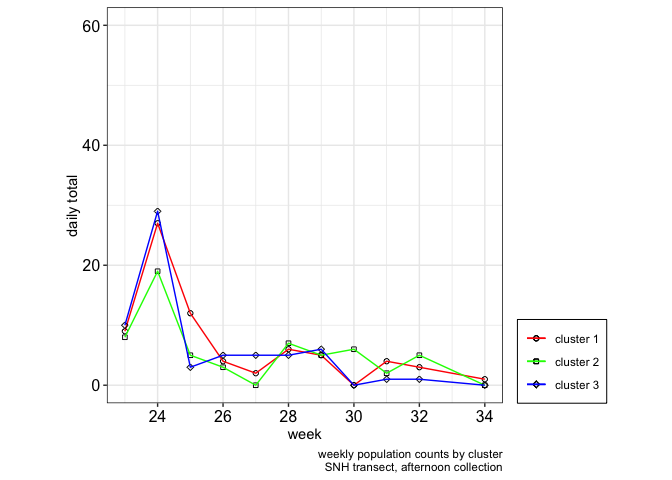 60
40
20
0
daily total
24 26 28 30 32 34
week
cluster 1
cluster 2
cluster 3
weekly population counts by cluster
SNH transect, afternoon collection